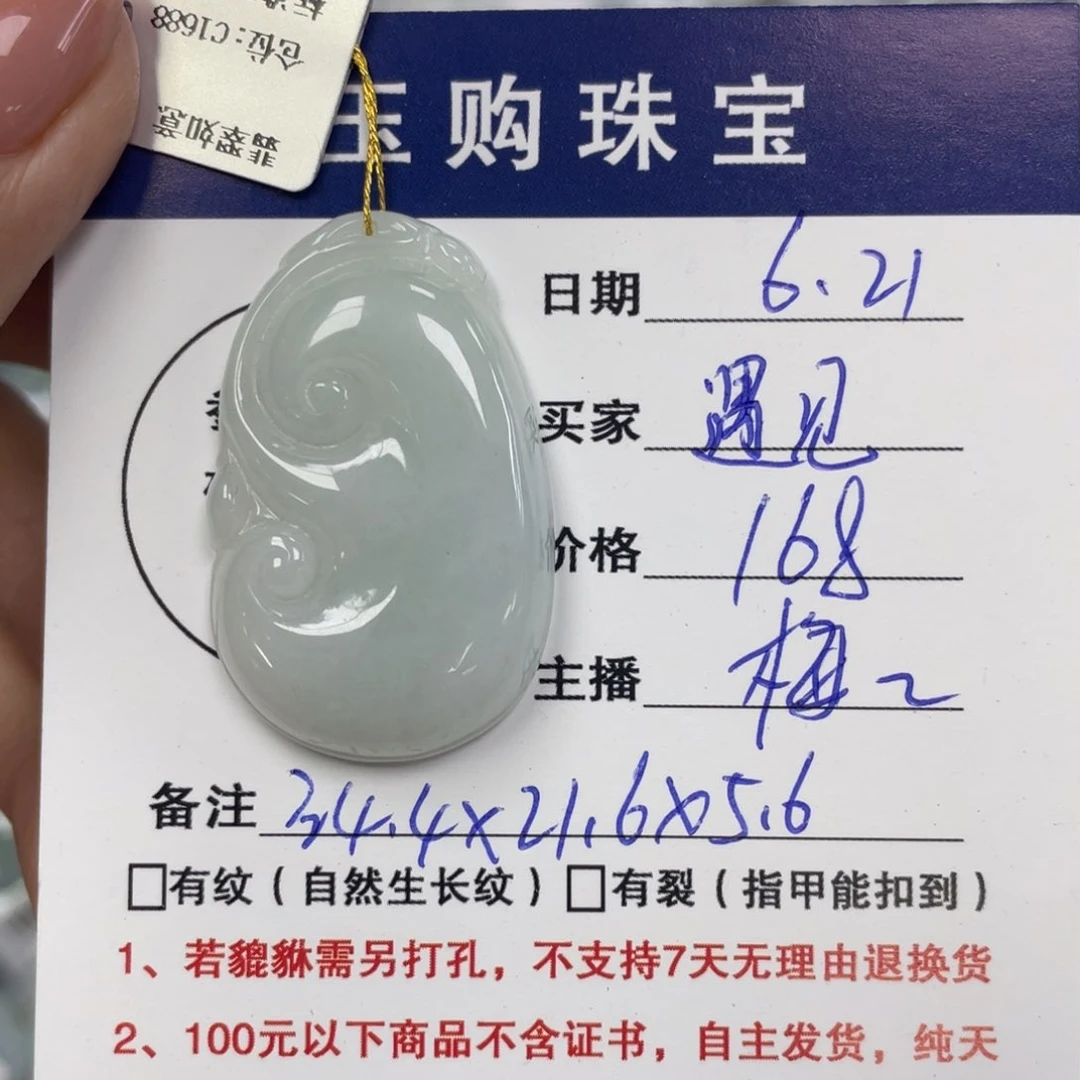 仓位：C1688
翡翠如意
玉购珠宝
日期 6.21
买家 遇见
价格 168
主播 梅
备注 34.4x21.6x5.6
□有纹（自然生长纹）□有裂（指甲能扣到）
1、若貔貅需另打孔，不支持7天无理由退换货
2、100元以下商品不含证书，自主发货，纯天